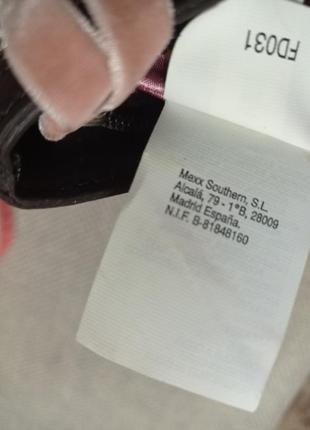 FD031
Mexx Southern, S.L.
Alcalá, 79 - 1°B, 28009
Madrid España.
N.I.F. B-81848160